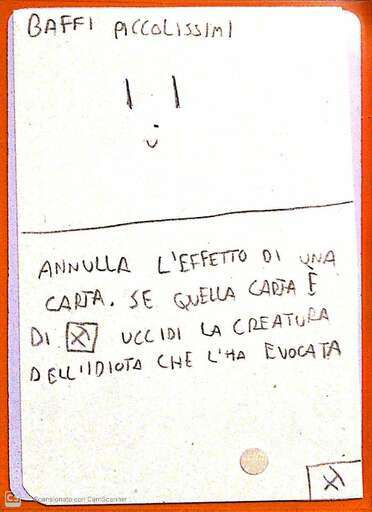 BAFFI PICCOLISSIMI
ANNULLA L'EFFETTO DI UNA
CARTA. SE QUELLA CARTA È
DI UCCIDI LA CREATURA
DELL'IDIOTA CHE L'HA EVOCATA
CS Scansionato con CamScanner